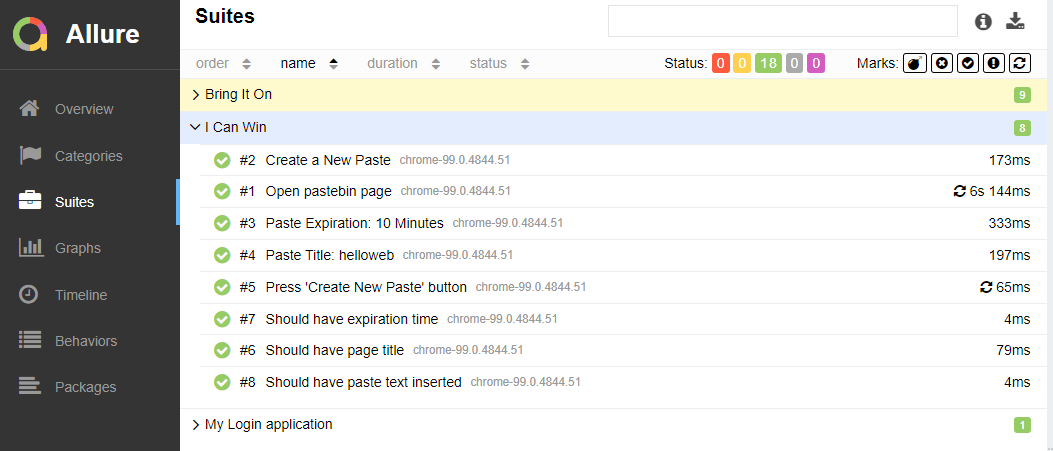 Allure
Overview
Categories
Suites
Graphs
Timeline
Behaviors
Packages
Suites
order name duration status Status: 0 0 18 0 0 Marks:
Bring It On 9
I Can Win 8
#2 Create a New Paste chrome-99.0.4844.51 173ms
#1 Open pastebin page chrome-99.0.4844.51 6s 144ms
#3 Paste Expiration: 10 Minutes chrome-99.0.4844.51 333ms
#4 Paste Title: helloweb chrome-99.0.4844.51 197ms
#5 Press 'Create New Paste' button chrome-99.0.4844.51 65ms
#7 Should have expiration time chrome-99.0.4844.51 4ms
#6 Should have page title chrome-99.0.4844.51 79ms
#8 Should have paste text inserted chrome-99.0.4844.51 4ms
My Login application 1